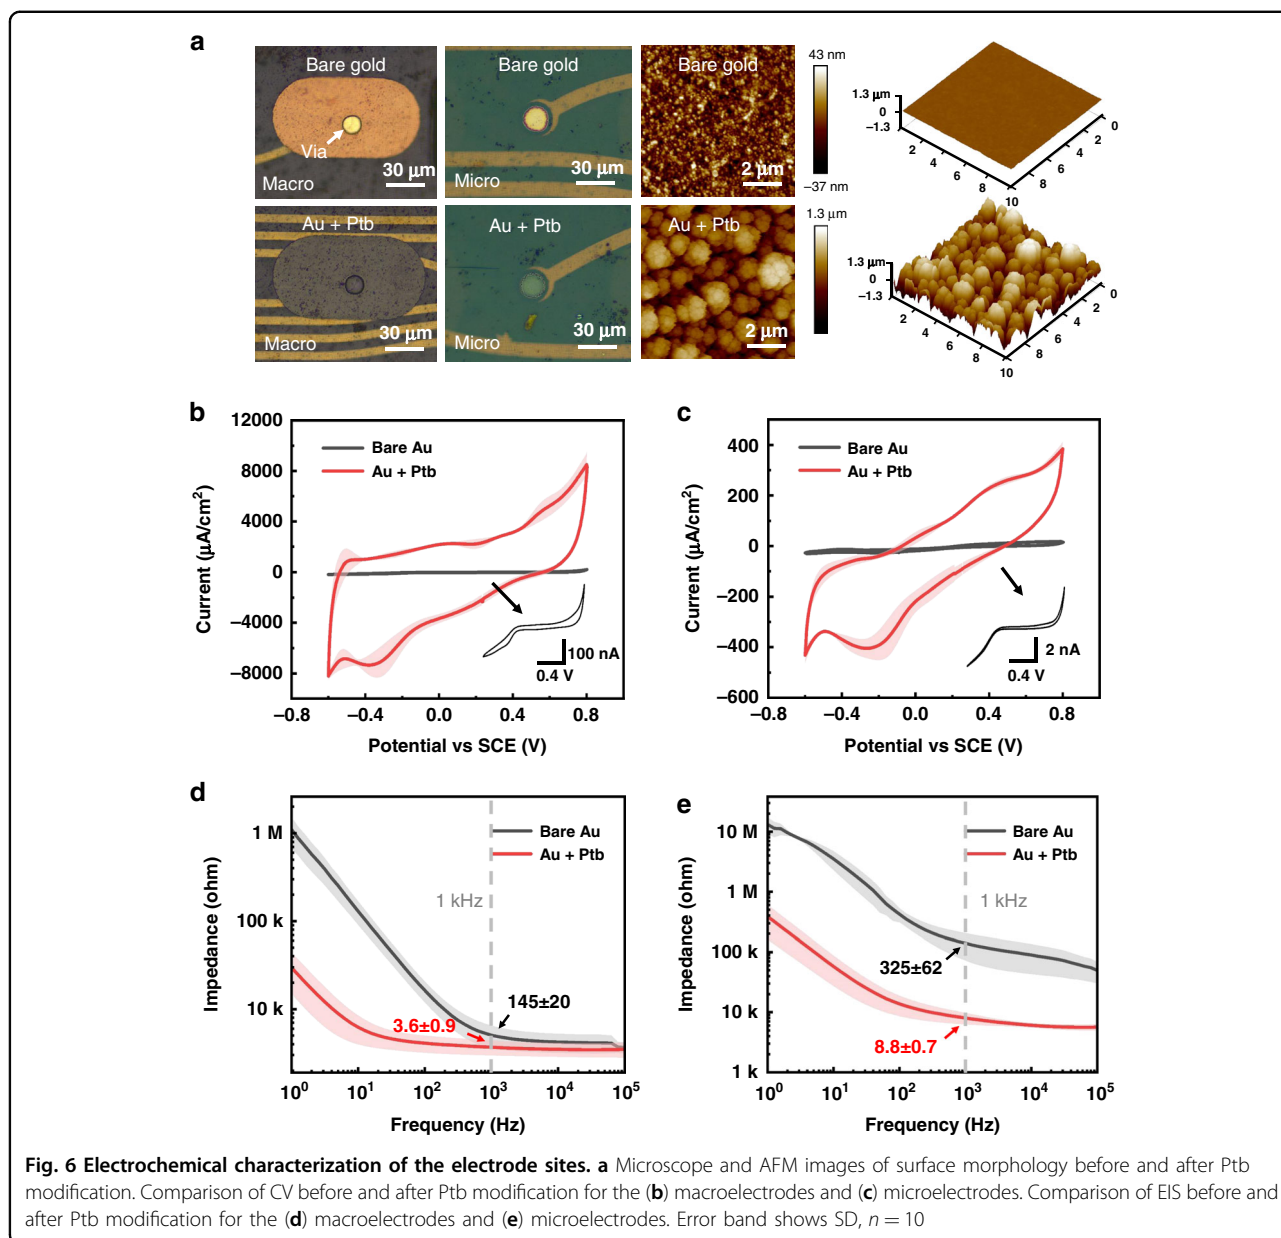 a
Bare gold
Via
Macro
30 μm
Bare gold
Micro
30 μm
Bare gold
2 μm
43 nm
−37 nm
1.3 μm
0
−1.3
2
4
6
8
10
8
6
4
2
0
Au + Ptb
Macro
30 μm
Au + Ptb
Micro
30 μm
Au + Ptb
2 μm
1.3 μm
1.3 μm
0
−1.3
2
4
6
8
10
8
6
4
2
0
b
Current (μA/cm²)
12000
8000
4000
0
−4000
−8000
Bare Au
Au + Ptb
100 nA
0.4 V
−0.8 −0.4 0.0 0.4 0.8
Potential vs SCE (V)
c
Current (μA/cm²)
400
200
0
−200
−400
−600
Bare Au
Au + Ptb
2 nA
0.4 V
−0.8 −0.4 0.0 0.4 0.8
Potential vs SCE (V)
d
Impedance (ohm)
1 M
100 k
10 k
Bare Au
Au + Ptb
1 kHz
145±20
3.6±0.9
10⁰ 10¹ 10² 10³ 10⁴ 10⁵
Frequency (Hz)
e
Impedance (ohm)
10 M
1 M
100 k
10 k
1 k
Bare Au
Au + Ptb
1 kHz
325±62
8.8±0.7
10⁰ 10¹ 10² 10³ 10⁴ 10⁵
Frequency (Hz)
Fig. 6 Electrochemical characterization of the electrode sites. a Microscope and AFM images of surface morphology before and after Ptb
modification. Comparison of CV before and after Ptb modification for the (b) macroelectrodes and (c) microelectrodes. Comparison of EIS before and
after Ptb modification for the (d) macroelectrodes and (e) microelectrodes. Error band shows SD, n = 10